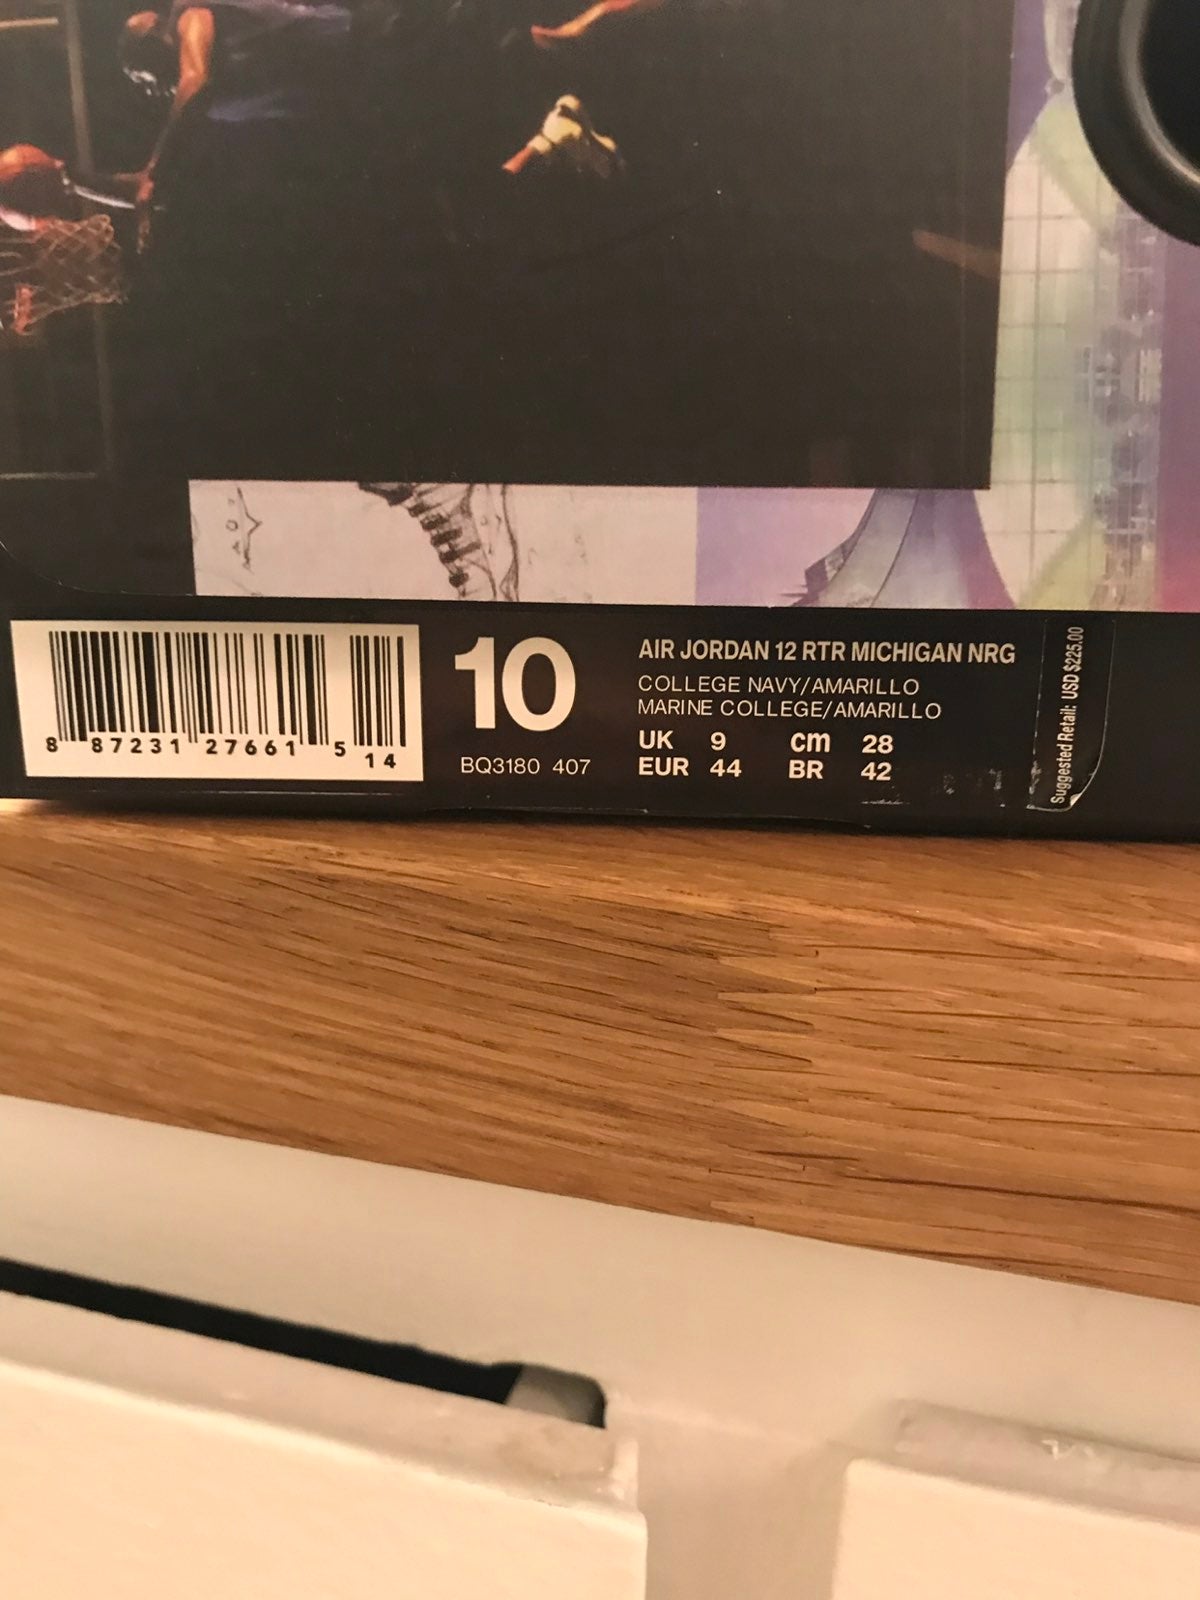 8 87231 27661 5
14
10
BQ3180 407
AIR JORDAN 12 RTR MICHIGAN NRG
COLLEGE NAVY/AMARILLO
MARINE COLLEGE/AMARILLO
UK 9 cm 28
EUR 44 BR 42
Suggested Retail: USD $225.00